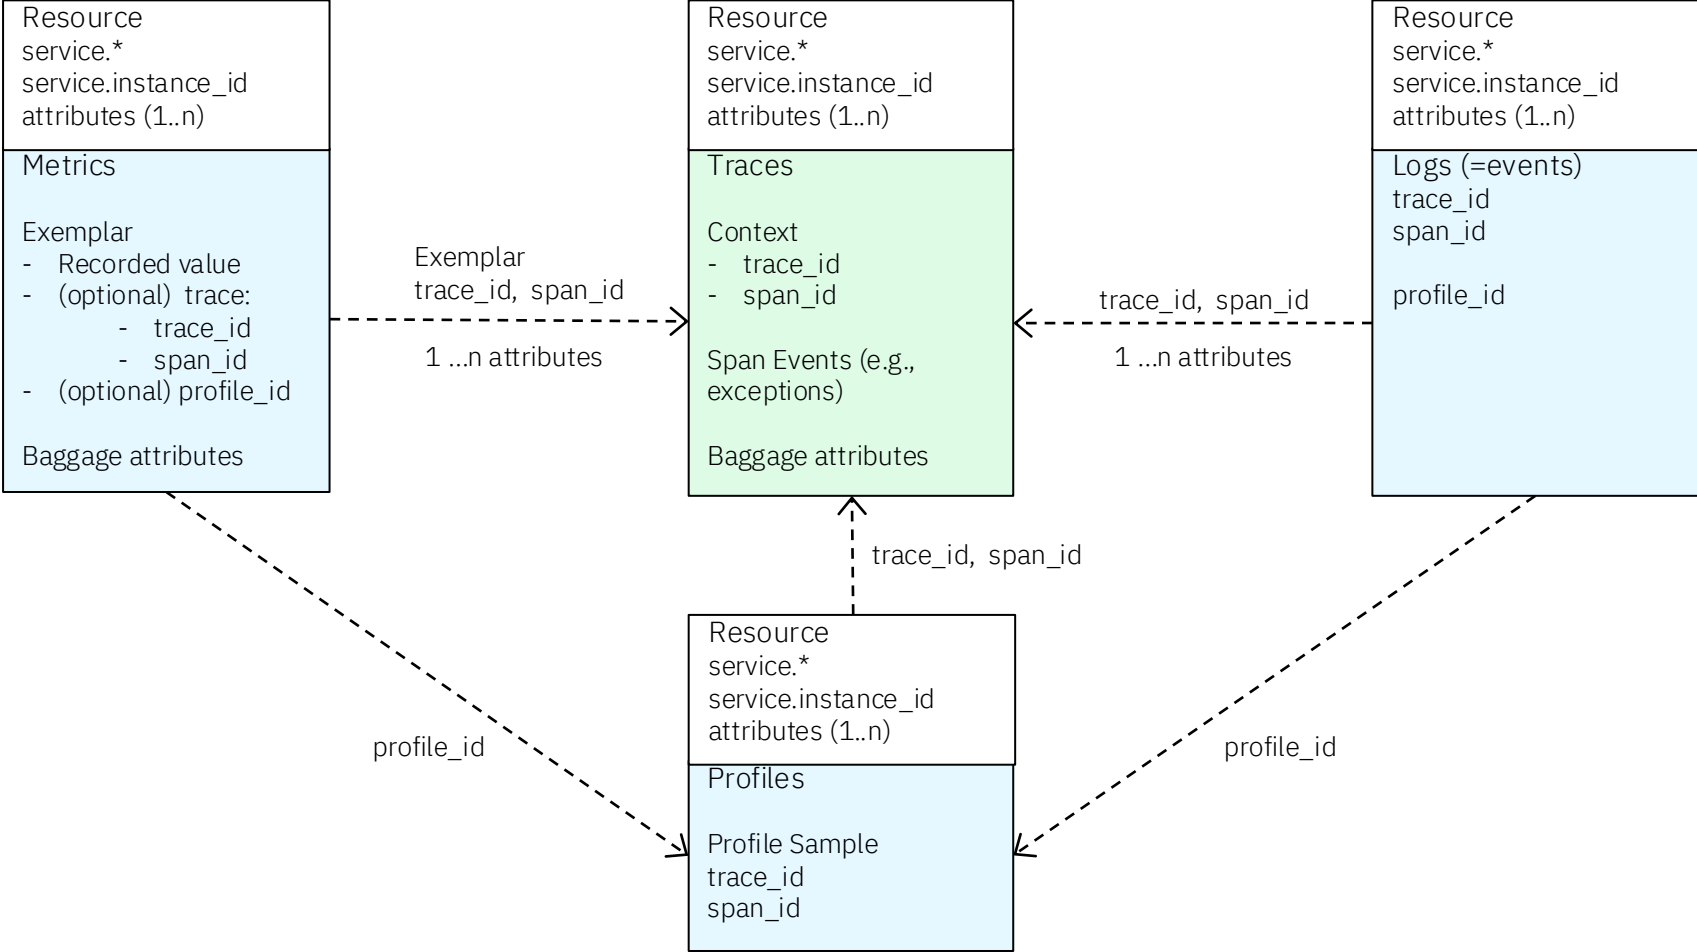 Resource
service.*
service.instance_id
attributes (1..n)
Metrics
Exemplar
- Recorded value
- (optional) trace:
- trace_id
- span_id
- (optional) profile_id
Baggage attributes
Exemplar
trace_id, span_id
1 ...n attributes
Resource
service.*
service.instance_id
attributes (1..n)
Traces
Context
- trace_id
- span_id
Span Events (e.g.,
exceptions)
Baggage attributes
trace_id, span_id
1 ...n attributes
Resource
service.*
service.instance_id
attributes (1..n)
Logs (=events)
trace_id
span_id
profile_id
trace_id, span_id
profile_id
Resource
service.*
service.instance_id
attributes (1..n)
Profiles
Profile Sample
trace_id
span_id
profile_id